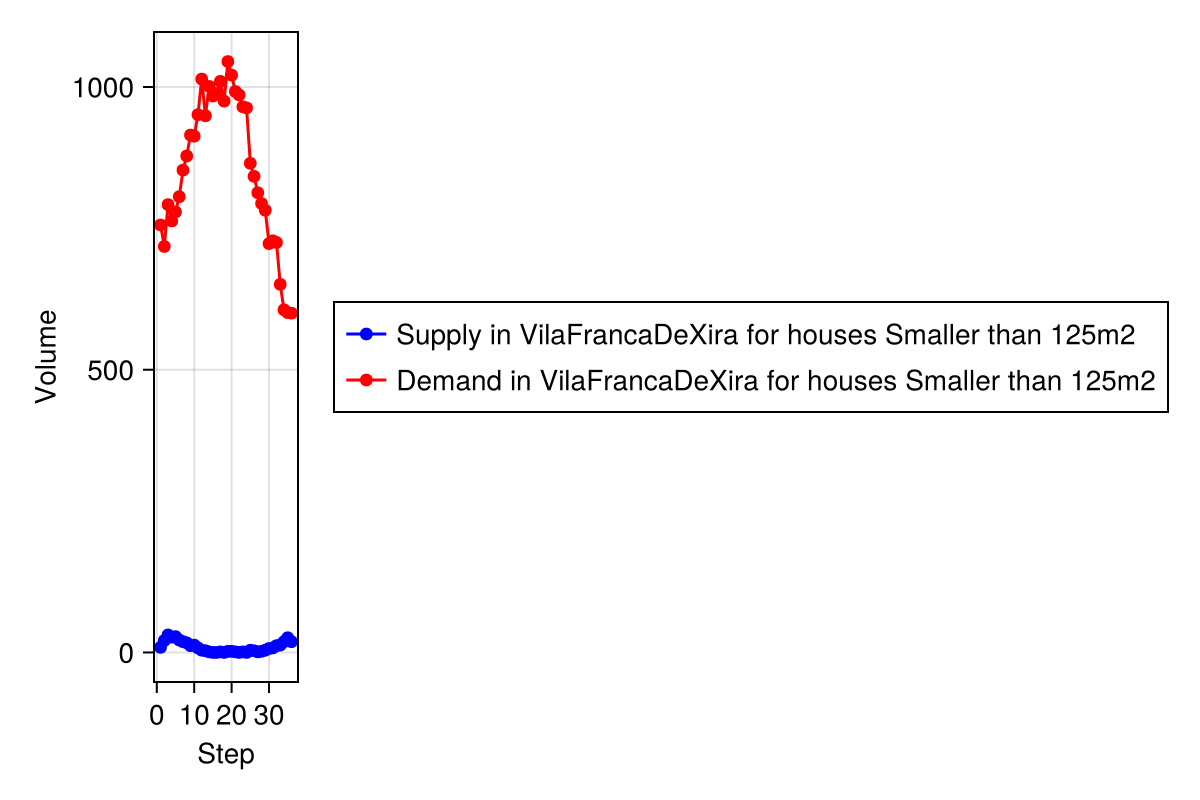 1000
500
0
Volume
0 10 20 30
Step
Supply in VilaFrancaDeXira for houses Smaller than 125m2
Demand in VilaFrancaDeXira for houses Smaller than 125m2